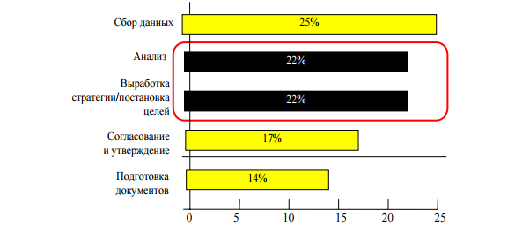 Сбор данных
25%
Анализ
22%
Выработка
стратегии/постановка
целей
22%
Согласование
и утверждение
17%
Подготовка
документов
14%
0 5 10 15 20 25